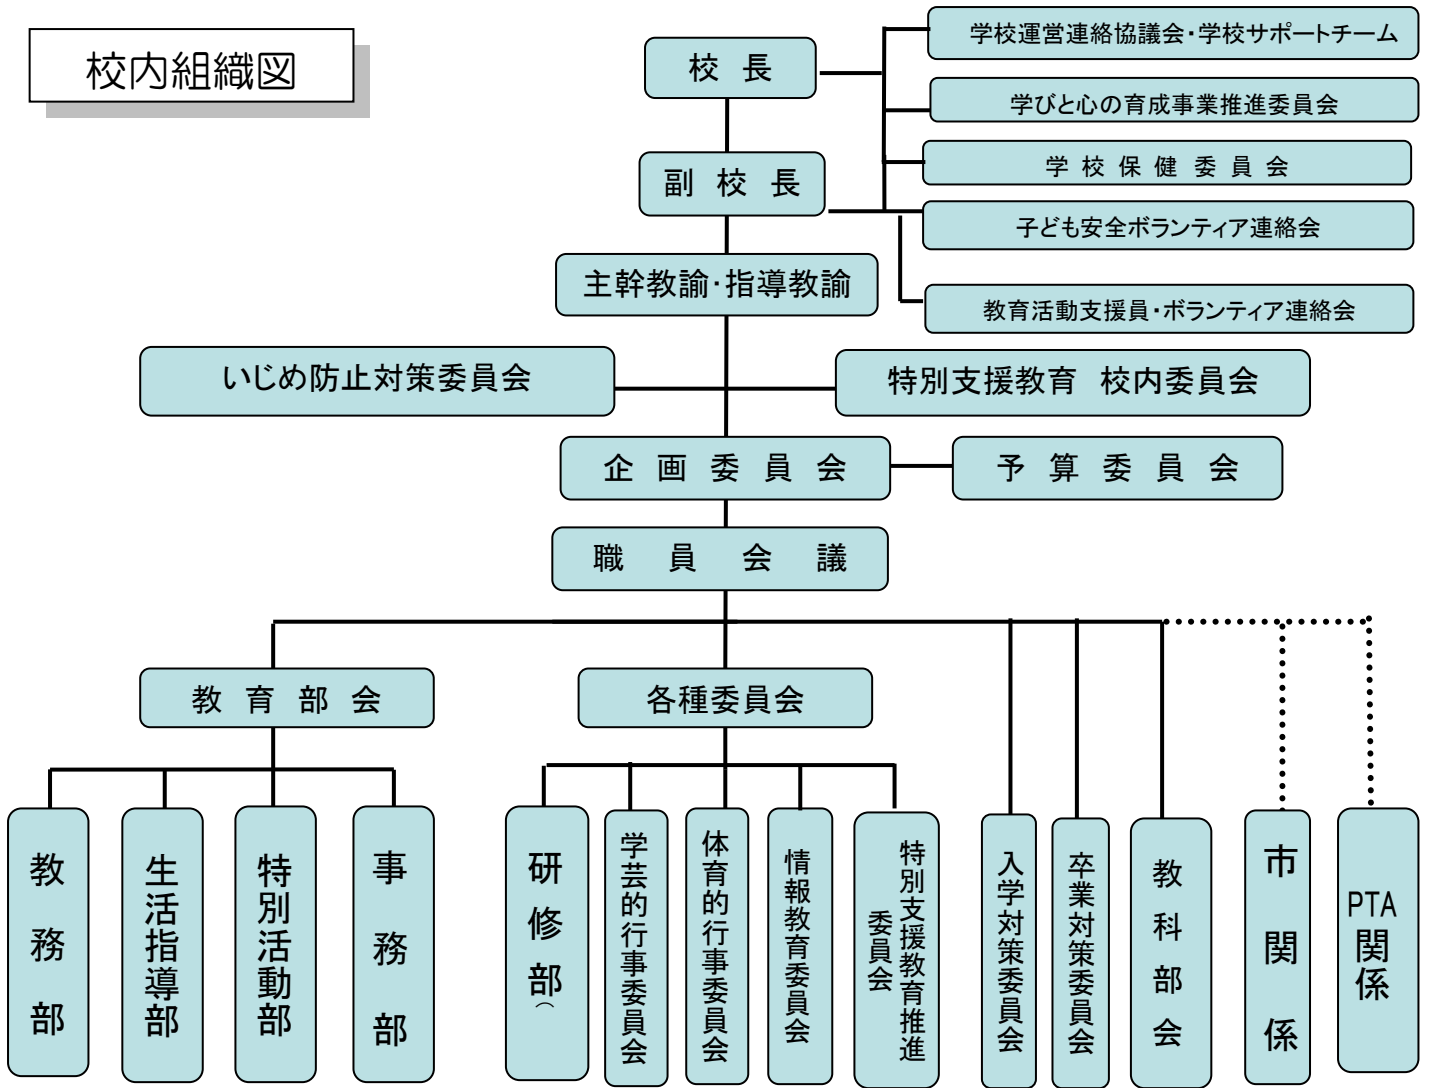 校内組織図
校長
学校運営連絡協議会・学校サポートチーム
学びと心の育成事業推進委員会
学校保健委員会
副校長
子ども安全ボランティア連絡会
主幹教諭・指導教諭
教育活動支援員・ボランティア連絡会
いじめ防止対策委員会
特別支援教育 校内委員会
企画委員会
予算委員会
職員会議
教育部会
各種委員会
教務部
生活指導部
特別活動部
事務部
研修部（
学芸的行事委員会
体育的行事委員会
情報教育委員会
特別支援教育推進
委員会
入学対策委員会
卒業対策委員会
教科部会
市関係
PTA
関係